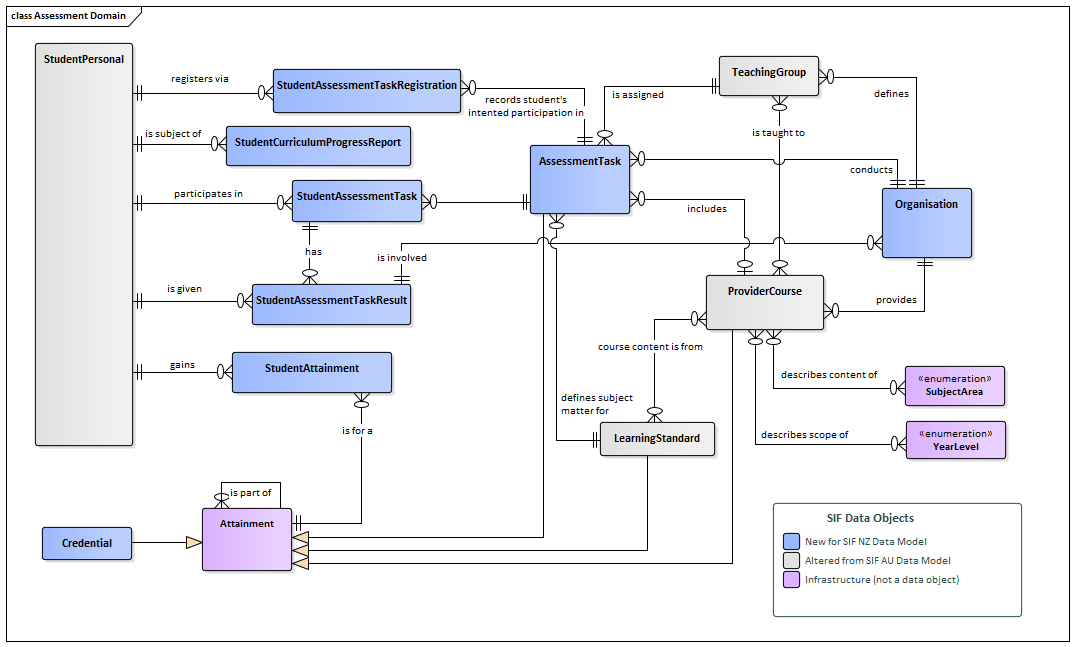 class Assessment Domain
StudentPersonal
registers via
StudentAssessmentTaskRegistration
records student's
intented participation in
is assigned
TeachingGroup
defines
is subject of
StudentCurriculumProgressReport
is taught to
AssessmentTask
conducts
participates in
StudentAssessmentTask
includes
Organisation
has
is involved
is given
StudentAssessmentTaskResult
ProviderCourse
provides
course content is from
gains
StudentAttainment
describes content of
«enumeration»
SubjectArea
defines subject
matter for
is for a
describes scope of
«enumeration»
YearLevel
LearningStandard
is part of
Attainment
Credential
SIF Data Objects
New for SIF NZ Data Model
Altered from SIF AU Data Model
Infrastructure (not a data object)